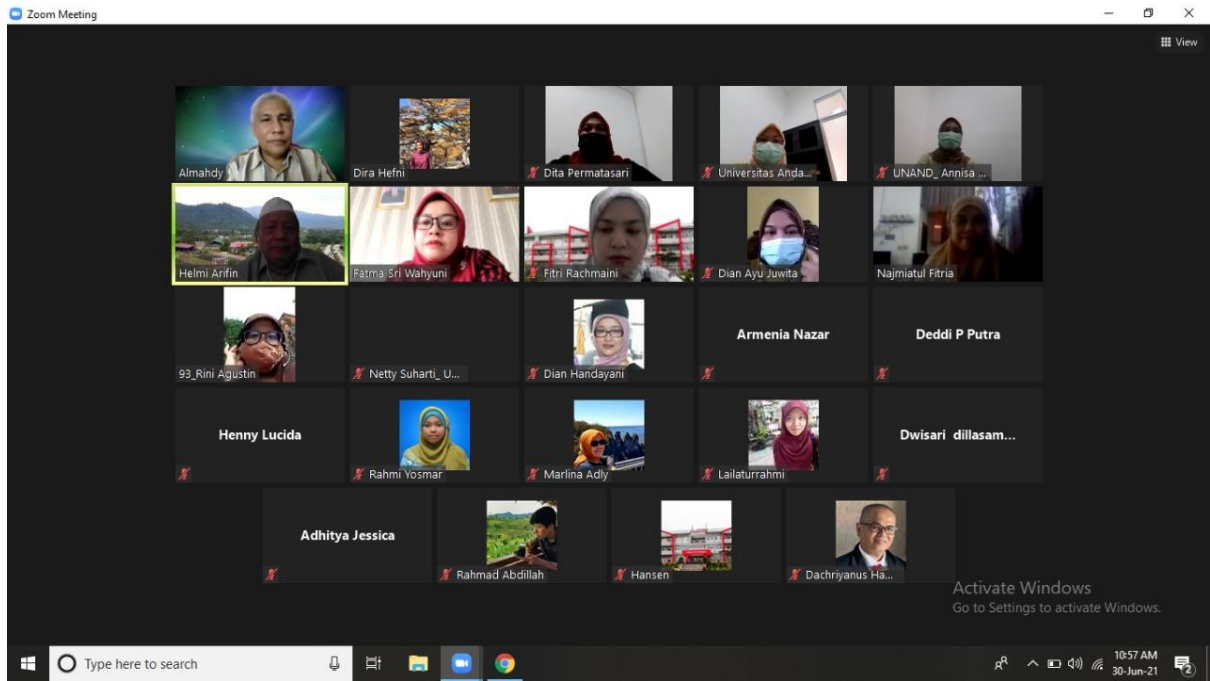 Zoom Meeting
View
Almahdy
Dira Hefni
Dita Permatasari
Universitas Anda...
UNAND_ Annisa ...
Helmi Arifin
Fatma Sri Wahyuni
Fitri Rachmaini
Dian Ayu Juwita
Najmiatul Fitria
93_Rini Agustin
Netty Suharti_ U...
Dian Handayani
Armenia Nazar
Deddi P Putra
Henny Lucida
Rahmi Yosmar
Marlina Adly
Lailaturrahmi
Dwisari dillasam...
Adhitya Jessica
Rahmad Abdillah
Hansen
Dachriyanus Ha...
Activate Windows
Go to Settings to activate Windows.
Type here to search
10:57 AM
30-Jun-21
2